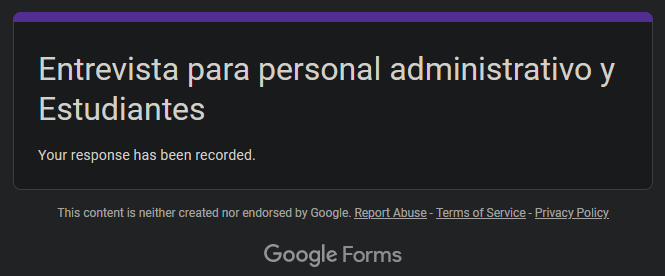 Entrevista para personal administrativo y
Estudiantes
Your response has been recorded.
This content is neither created nor endorsed by Google. Report Abuse - Terms of Service - Privacy Policy
Google Forms